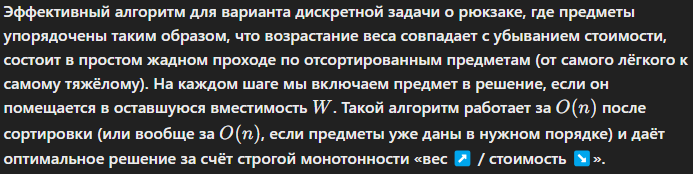 Эффективный алгоритм для варианта дискретной задачи о рюкзаке, где предметы
упорядочены таким образом, что возрастание веса совпадает с убыванием стоимости,
состоит в простом жадном проходе по отсортированным предметам (от самого лёгкого к
самому тяжёлому). На каждом шаге мы включаем предмет в решение, если он
помещается в оставшуюся вместимость W. Такой алгоритм работает за O(n) после
сортировки (или вообще за O(n), если предметы уже даны в нужном порядке) и даёт
оптимальное решение за счёт строгой монотонности «вес ↗️ / стоимость ↘️».